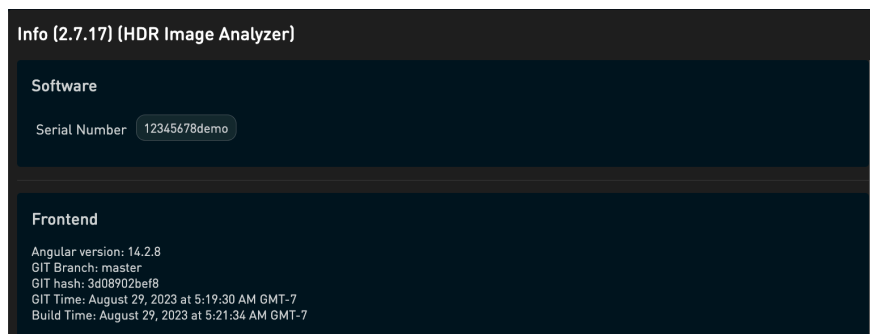 Info (2.7.17) (HDR Image Analyzer)
Software
Serial Number 12345678demo
Frontend
Angular version: 14.2.8
GIT Branch: master
GIT hash: 3d08902bef8
GIT Time: August 29, 2023 at 5:19:30 AM GMT-7
Build Time: August 29, 2023 at 5:21:34 AM GMT-7